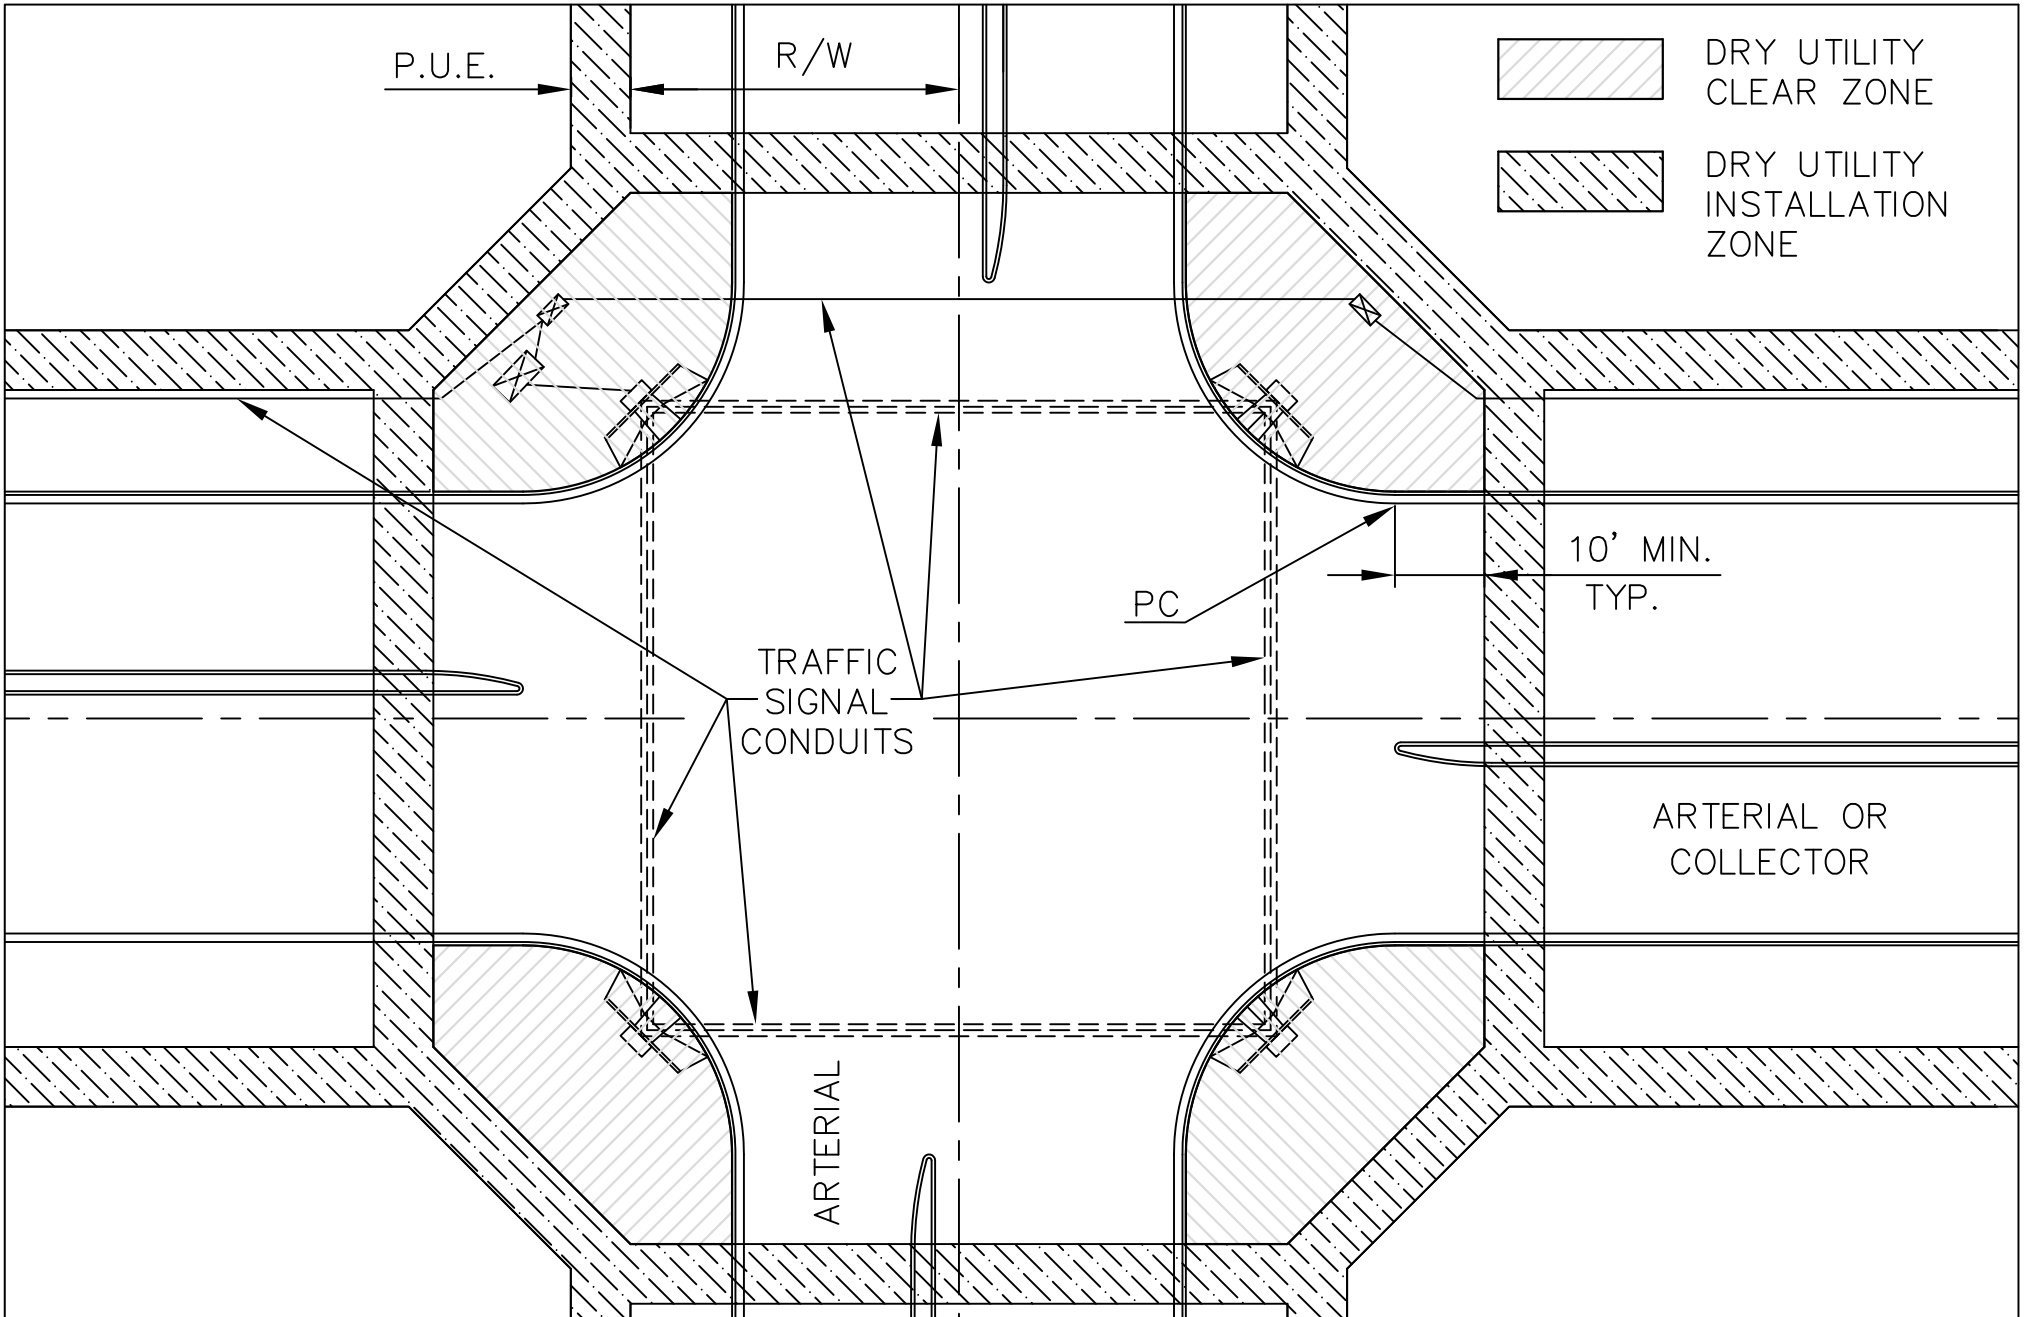 P.U.E.
R/W
DRY UTILITY
CLEAR ZONE
DRY UTILITY
INSTALLATION
ZONE
10' MIN.
TYP.
PC
TRAFFIC
SIGNAL
CONDUITS
ARTERIAL OR
COLLECTOR
ARTERIAL